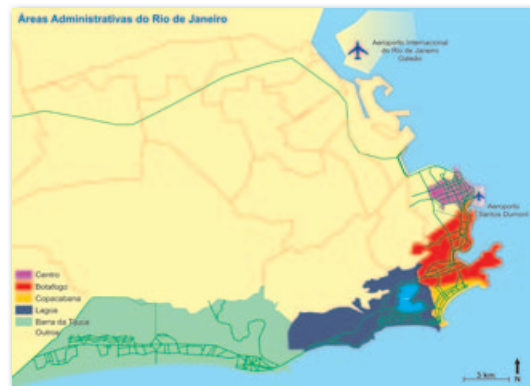 Áreas Administrativas do Rio de Janeiro
Aeroporto Internacional
do Rio de Janeiro
Galeão
Aeroporto
Santos Dumont
Centro
Botafogo
Copacabana
Lagoa
Barra da Tijuca
Outros
5 km
N